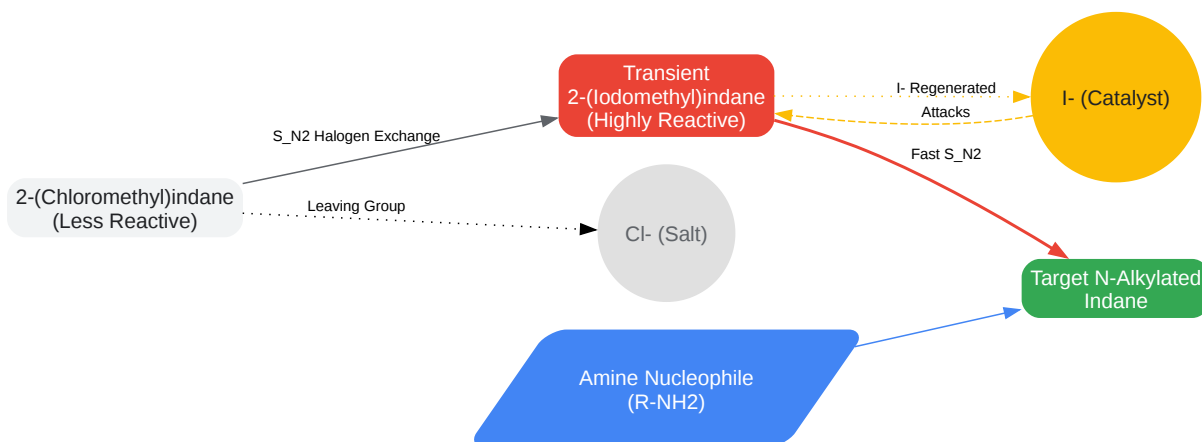 Transient
2-(Iodomethyl)indane
(Highly Reactive)
I- Regenerated
Attacks
I- (Catalyst)
S_N2 Halogen Exchange
Fast S_N2
2-(Chloromethyl)indane
(Less Reactive)
Leaving Group
Cl- (Salt)
Target N-Alkylated
Indane
Amine Nucleophile
(R-NH2)